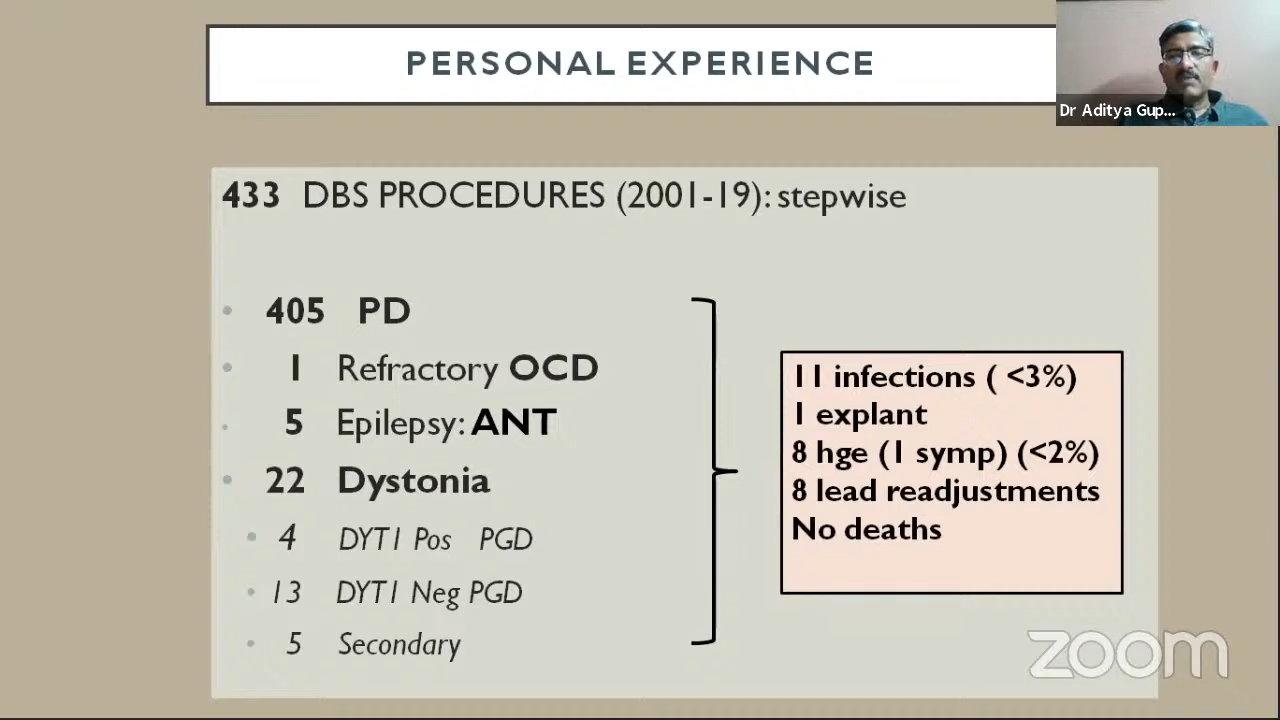 PERSONAL EXPERIENCE
Dr Aditya Gup...
433 DBS PROCEDURES (2001-19): stepwise
• 405 PD
• 1 Refractory OCD
• 5 Epilepsy: ANT
• 22 Dystonia
• 4 DYT1 Pos PGD
• 13 DYT1 Neg PGD
• 5 Secondary
11 infections ( <3%)
1 explant
8 hge (1 symp) (<2%)
8 lead readjustments
No deaths
zoom